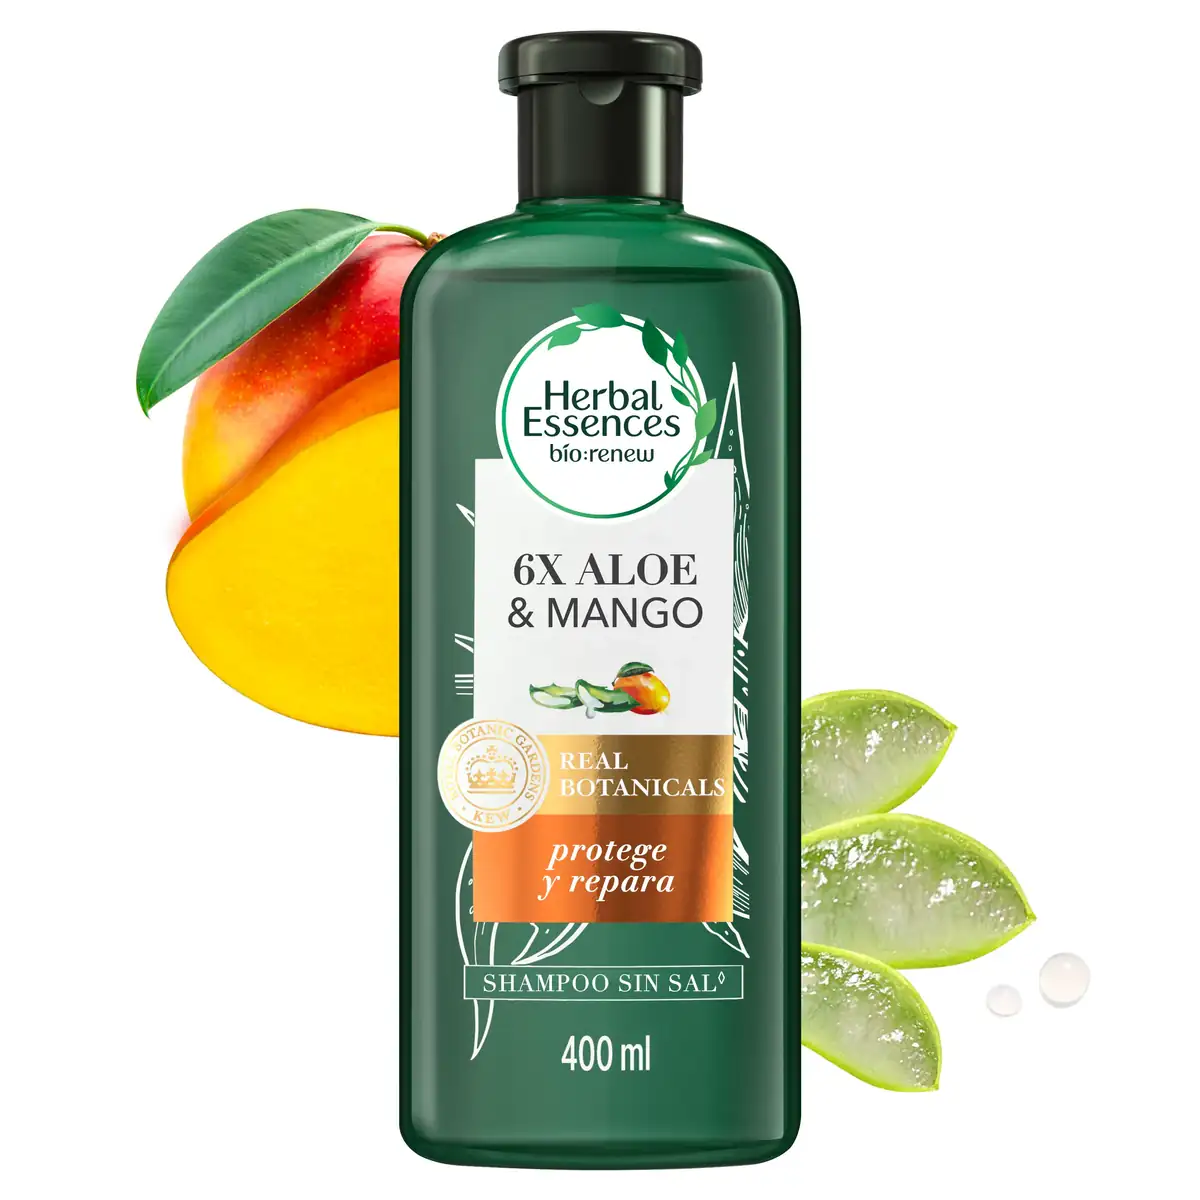 Herbal
Essences
bío:renew
6X ALOE
& MANGO
REAL
BOTANICALS
ROYAL BOTANIC GARDENS
• KEW •
protege
y repara
SHAMPOO SIN SAL◊
400 ml